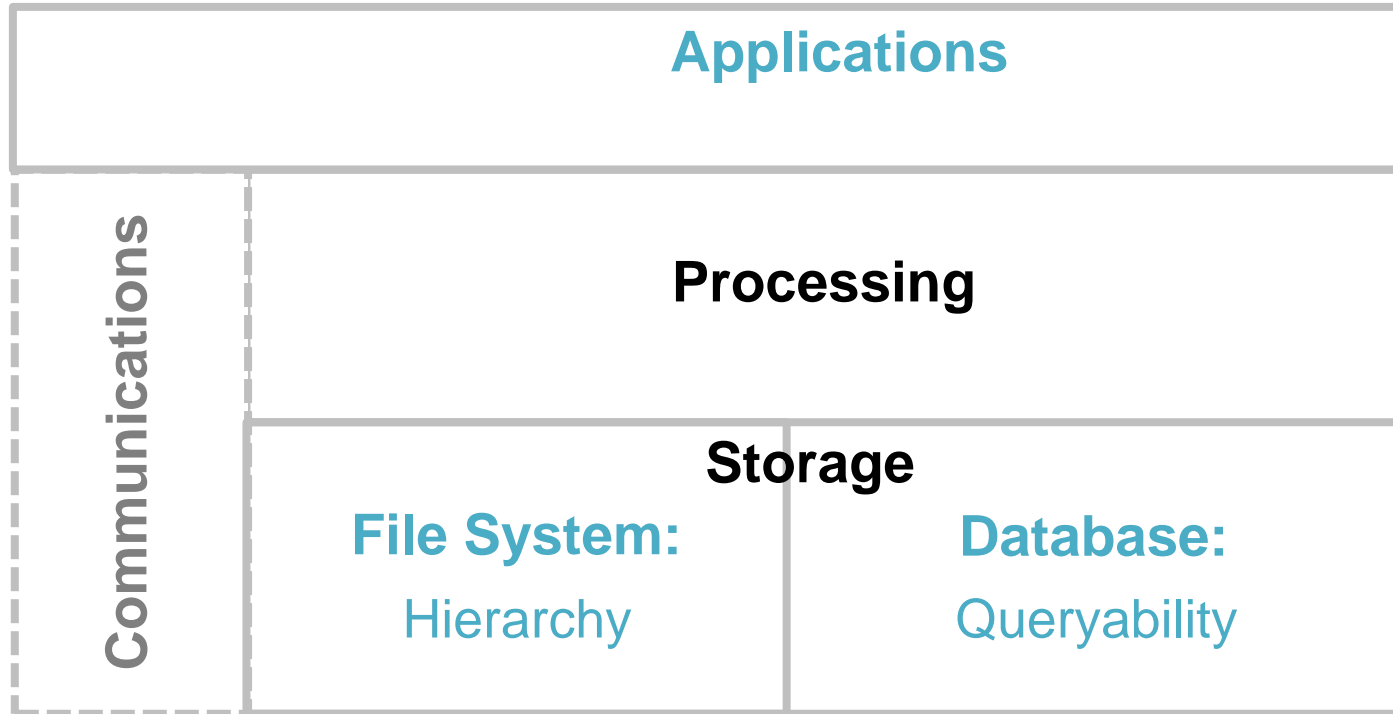 Applications
Communications
Processing
Storage
File System:
Hierarchy
Database:
Queryability